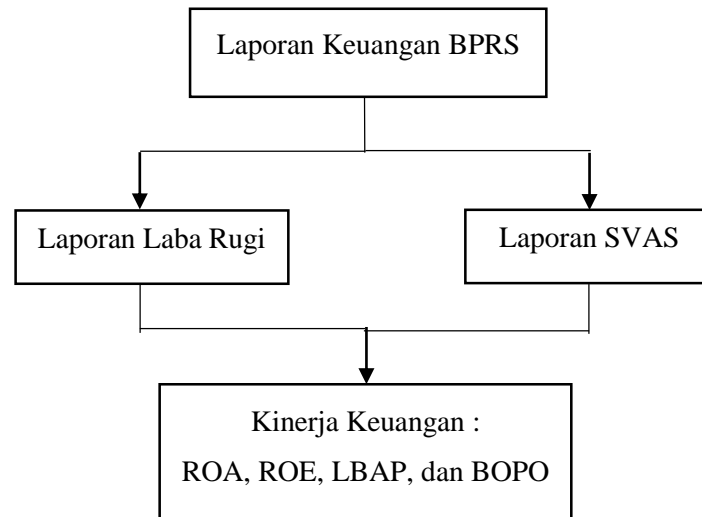 Laporan Keuangan BPRS
Laporan Laba Rugi
Laporan SVAS
Kinerja Keuangan :
ROA, ROE, LBAP, dan BOPO